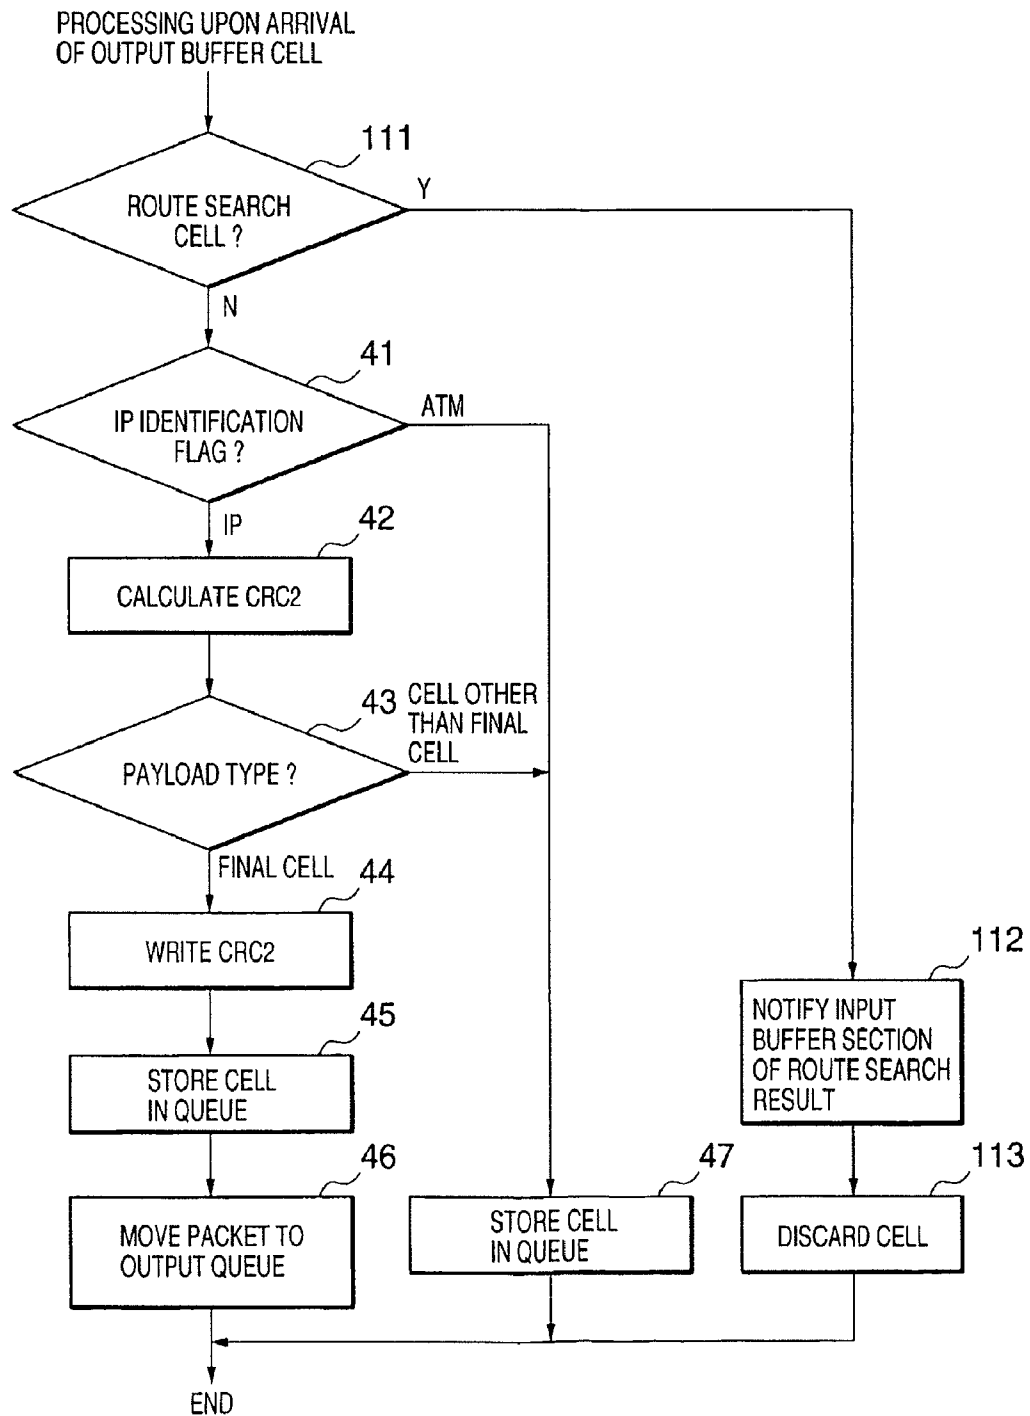 PROCESSING UPON ARRIVAL
OF OUTPUT BUFFER CELL
111
ROUTE SEARCH
CELL ?
Y
N
41
IP IDENTIFICATION
FLAG ?
ATM
IP
42
CALCULATE CRC2
43
CELL OTHER
THAN FINAL
CELL
PAYLOAD TYPE ?
FINAL CELL
44
WRITE CRC2
112
NOTIFY INPUT
BUFFER SECTION
OF ROUTE SEARCH
RESULT
45
STORE CELL
IN QUEUE
46
MOVE PACKET TO
OUTPUT QUEUE
47
STORE CELL
IN QUEUE
113
DISCARD CELL
END